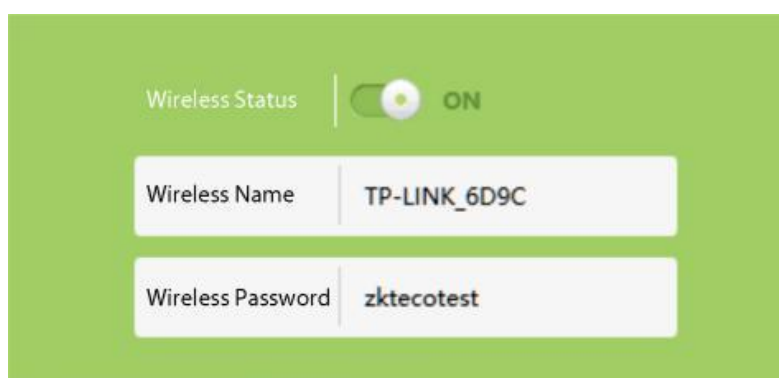 Wireless Status ON
Wireless Name TP-LINK_6D9C
Wireless Password zktecotest